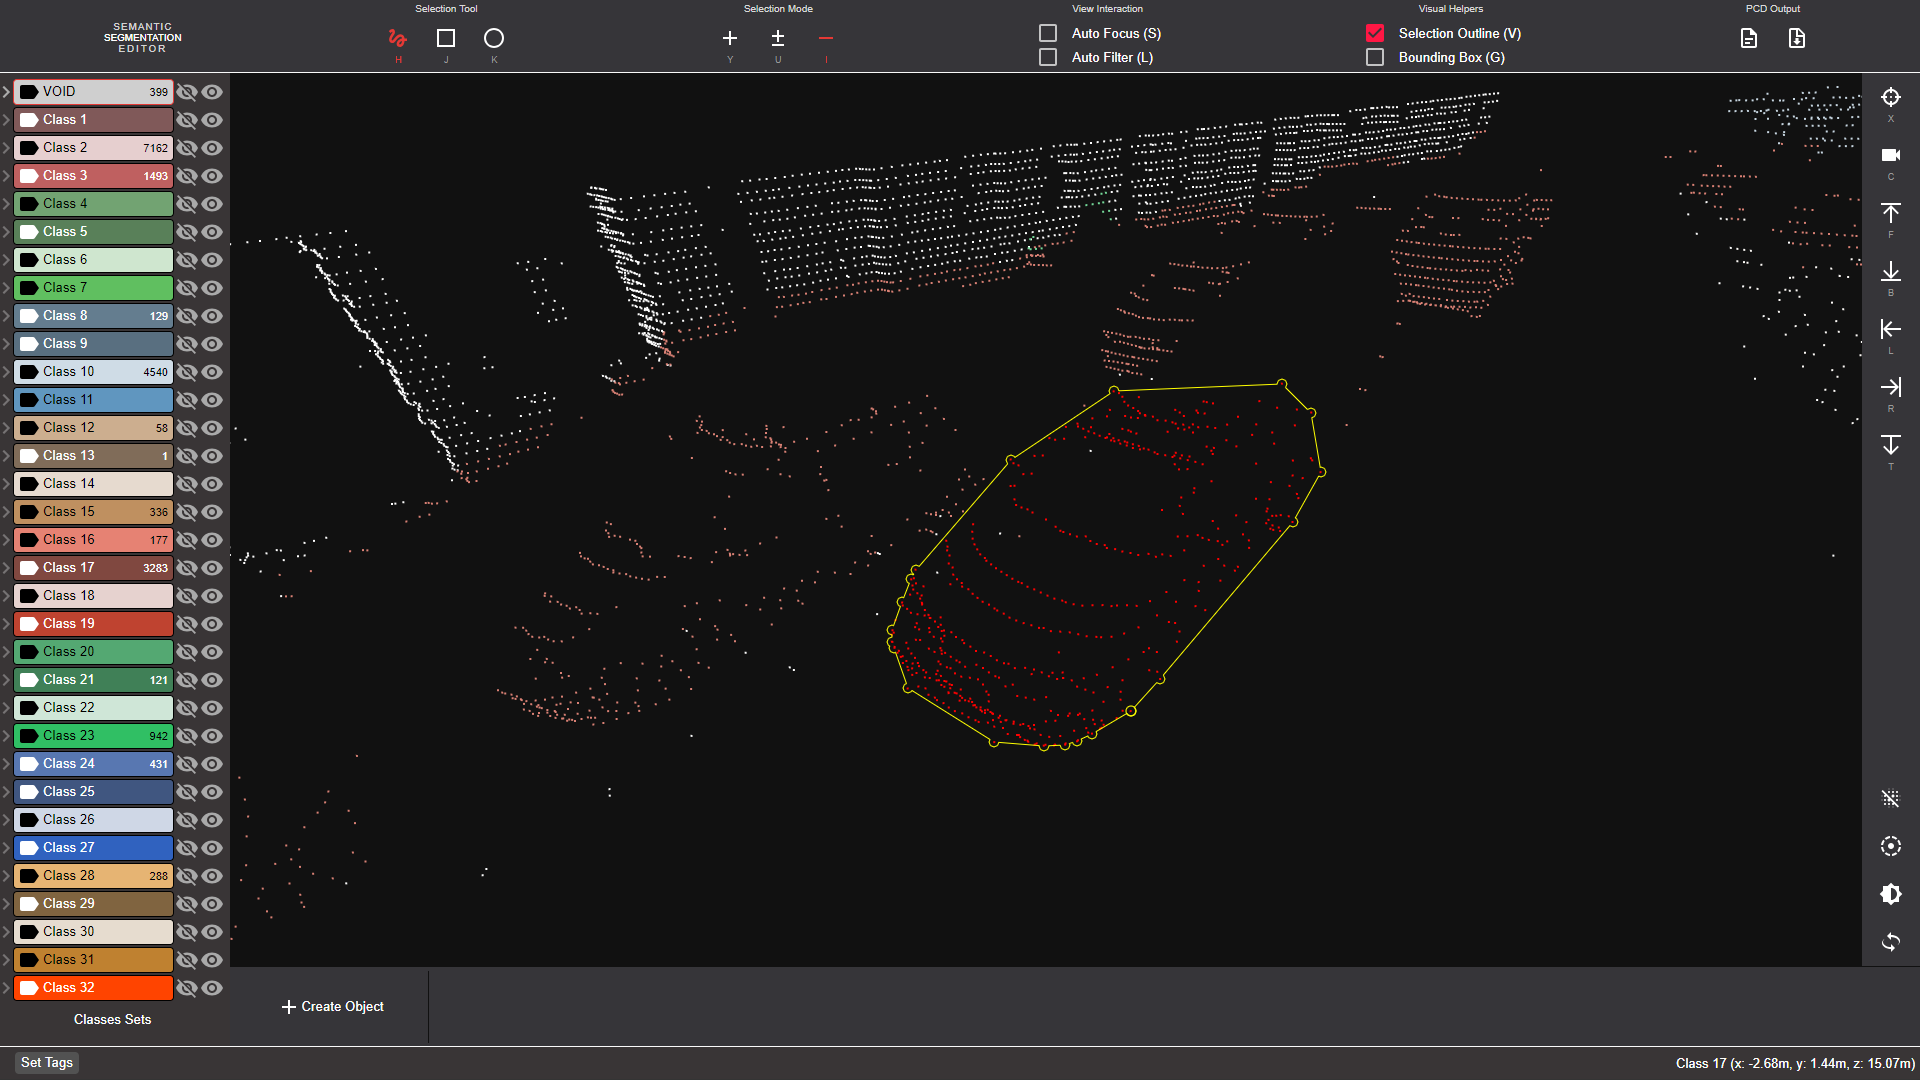 SEMANTIC
SEGMENTATION
EDITOR
Selection Tool
H
J
K
Selection Mode
Y
U
I
View Interaction
Auto Focus (S)
Auto Filter (L)
Visual Helpers
Selection Outline (V)
Bounding Box (G)
PCD Output
VOID 399
Class 1
Class 2 7162
Class 3 1493
Class 4
Class 5
Class 6
Class 7
Class 8 129
Class 9
Class 10 4540
Class 11
Class 12 58
Class 13 1
Class 14
Class 15 336
Class 16 177
Class 17 3283
Class 18
Class 19
Class 20
Class 21 121
Class 22
Class 23 942
Class 24 431
Class 25
Class 26
Class 27
Class 28 288
Class 29
Class 30
Class 31
Class 32
Classes Sets
X
C
F
B
L
R
T
Create Object
Set Tags
Class 17 (x: -2.68m, y: 1.44m, z: 15.07m)